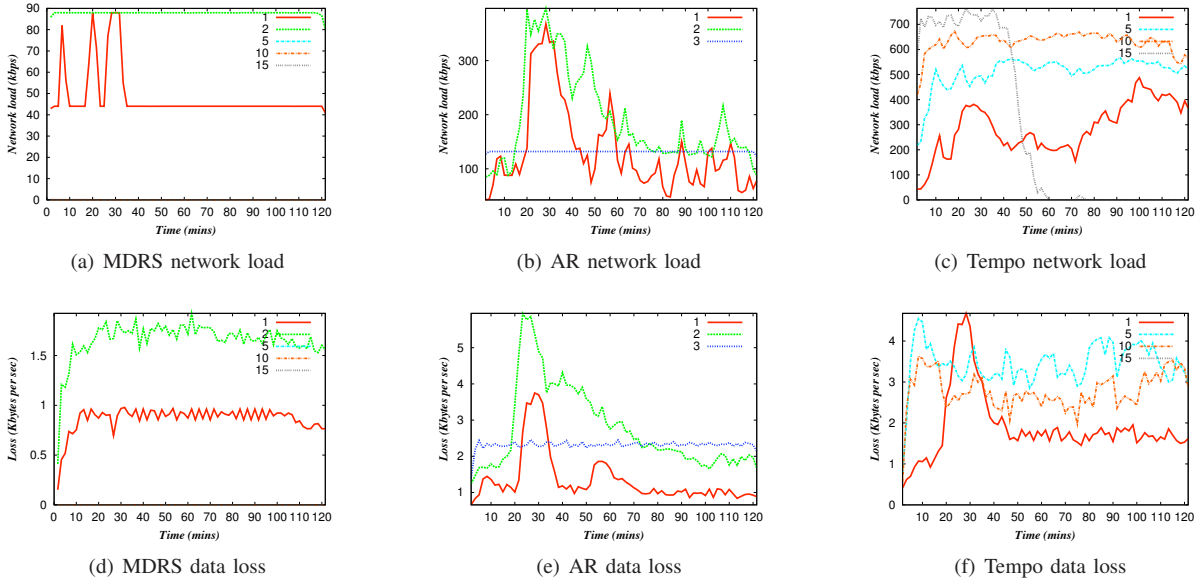 90
80
70
60
50
40
30
20
10
0
Network load (kbps)
0 10 20 30 40 50 60 70 80 90 100 110 120
Time (mins)
1
2
5
10
15
(a) MDRS network load
300
200
100
Network load (kbps)
10 20 30 40 50 60 70 80 90 100 110 120
Time (mins)
1
2
3
(b) AR network load
700
600
500
400
300
200
100
0
Network load (kbps)
10 20 30 40 50 60 70 80 90 100 110 120
Time (mins)
1
5
10
15
(c) Tempo network load
1.5
1
0.5
0
Loss (Kbytes per sec)
0 10 20 30 40 50 60 70 80 90 100 110 120
Time (mins)
1
2
5
10
15
(d) MDRS data loss
5
4
3
2
1
Loss (Kbytes per sec)
10 20 30 40 50 60 70 80 90 100 110 120
Time (mins)
1
2
3
(e) AR data loss
4
3
2
1
0
Loss (Kbytes per sec)
10 20 30 40 50 60 70 80 90 100 110 120
Time (mins)
1
5
10
15
(f) Tempo data loss